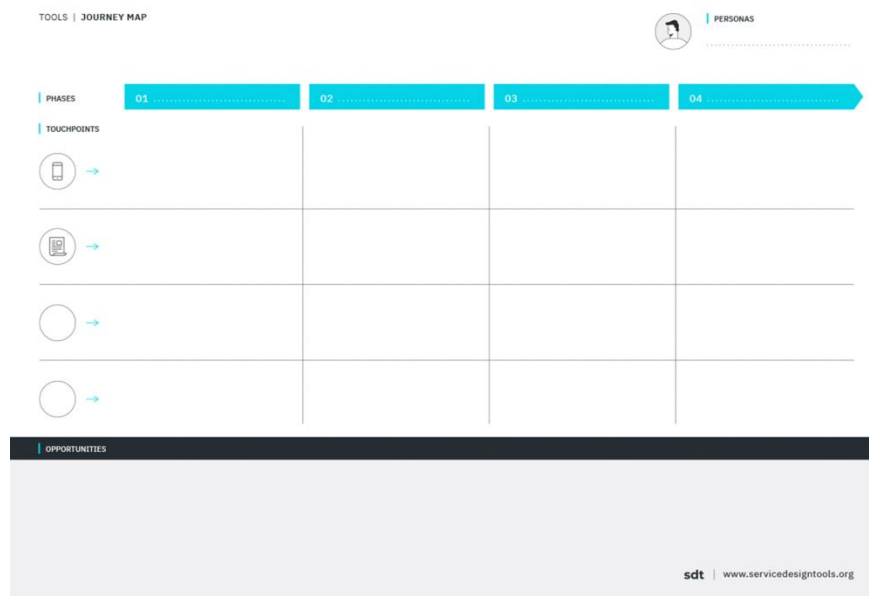 TOOLS | JOURNEY MAP
PERSONAS
PHASES
01 ..............................
02 ..............................
03 ..............................
04 ..............................
TOUCHPOINTS
OPPORTUNITIES
sdt | www.servicedesigntools.org